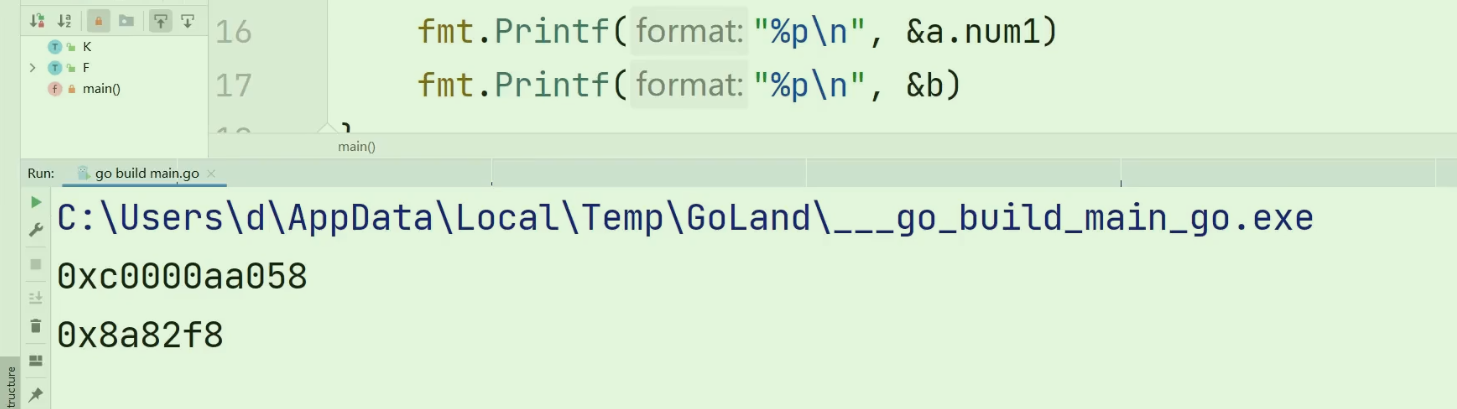 K
F
main()
16 fmt.Printf(format:"%p\n", &a.num1)
17 fmt.Printf(format:"%p\n", &b)
main()
Run: go build main.go
C:\Users\d\AppData\Local\Temp\GoLand\___go_build_main_go.exe
0xc0000aa058
0x8a82f8
tructure